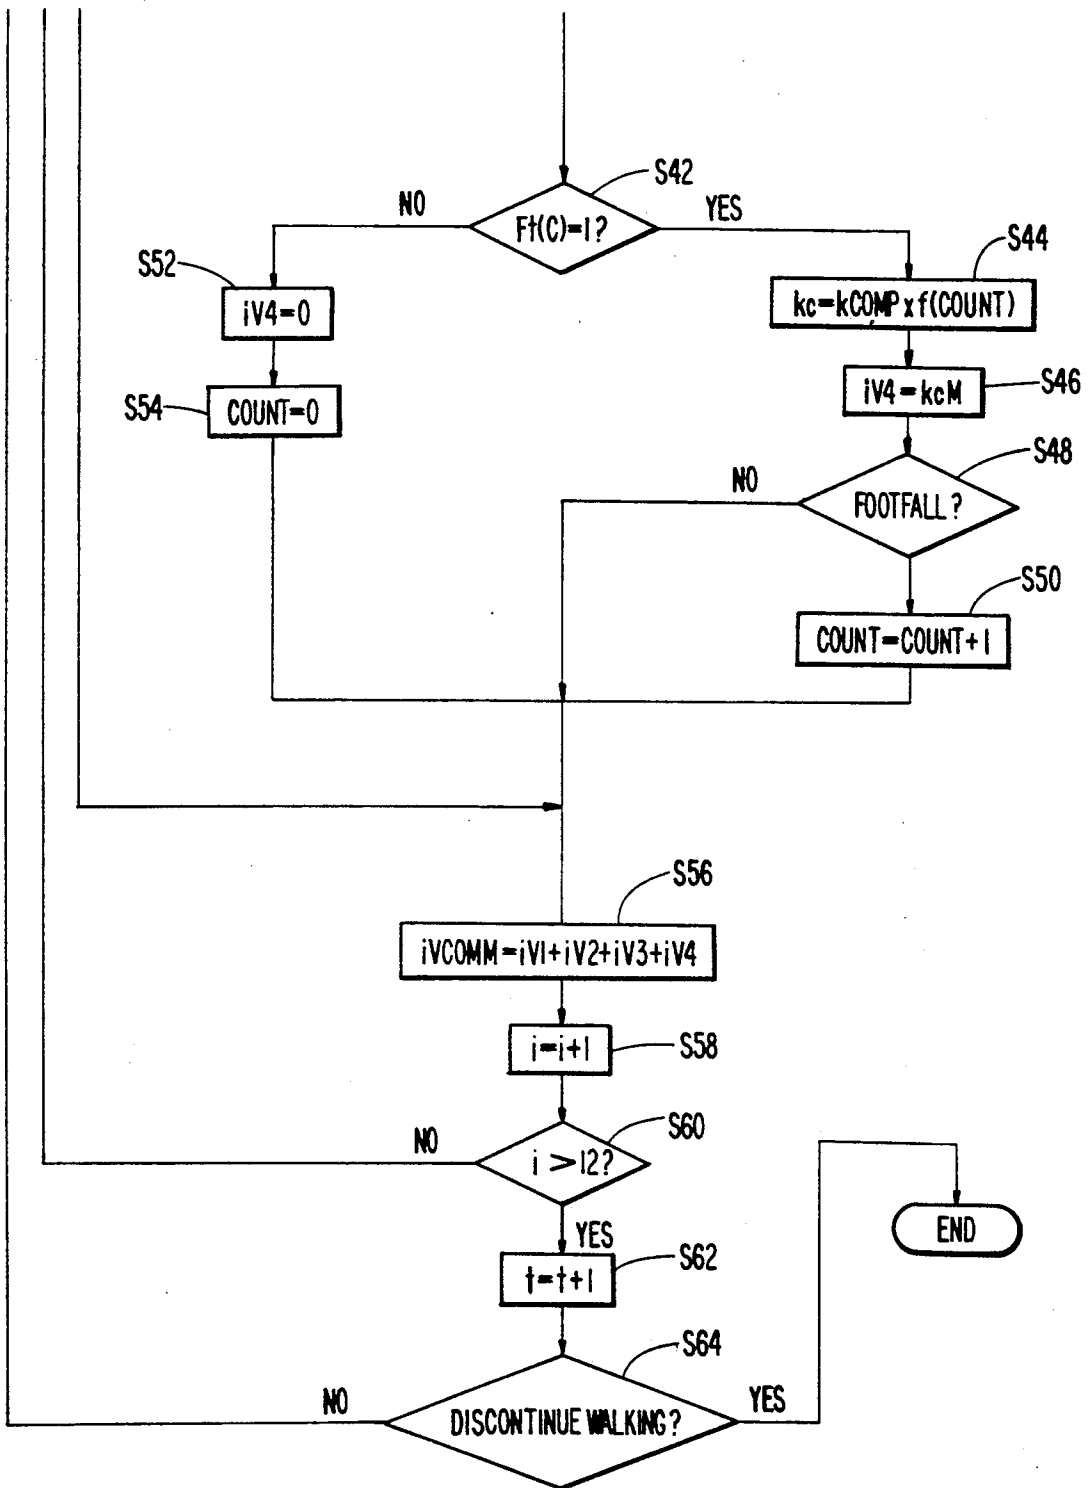 S42
NO
Ft(C)=1?
YES
S44
kc=kCOMP x f(COUNT)
S52
iV4=0
S46
iV4=kcM
S54
COUNT=0
S48
NO
FOOTFALL?
S50
COUNT=COUNT+1
S56
iVCOMM=iV1+iV2+iV3+iV4
i=i+1
S58
S60
NO
i >12?
YES
END
S62
t=t+1
S64
NO
DISCONTINUE WALKING?
YES